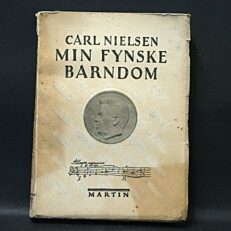 CARL NIELSEN
MIN FYNSKE
BARNDOM
MARTIN